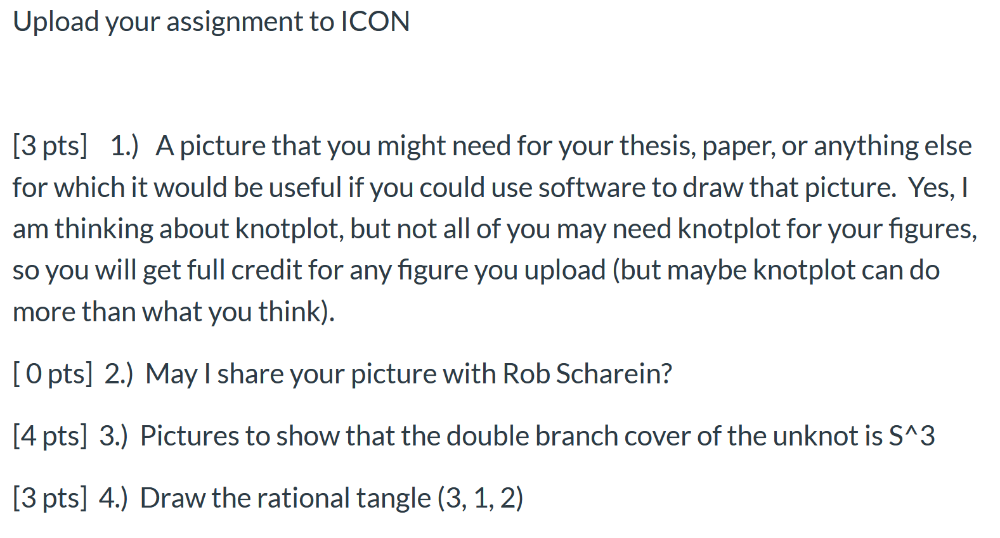 Upload your assignment to ICON
[3 pts] 1.) A picture that you might need for your thesis, paper, or anything else
for which it would be useful if you could use software to draw that picture. Yes, I
am thinking about knotplot, but not all of you may need knotplot for your figures,
so you will get full credit for any figure you upload (but maybe knotplot can do
more than what you think).
[ 0 pts] 2.) May I share your picture with Rob Scharein?
[4 pts] 3.) Pictures to show that the double branch cover of the unknot is S^3
[3 pts] 4.) Draw the rational tangle (3, 1, 2)